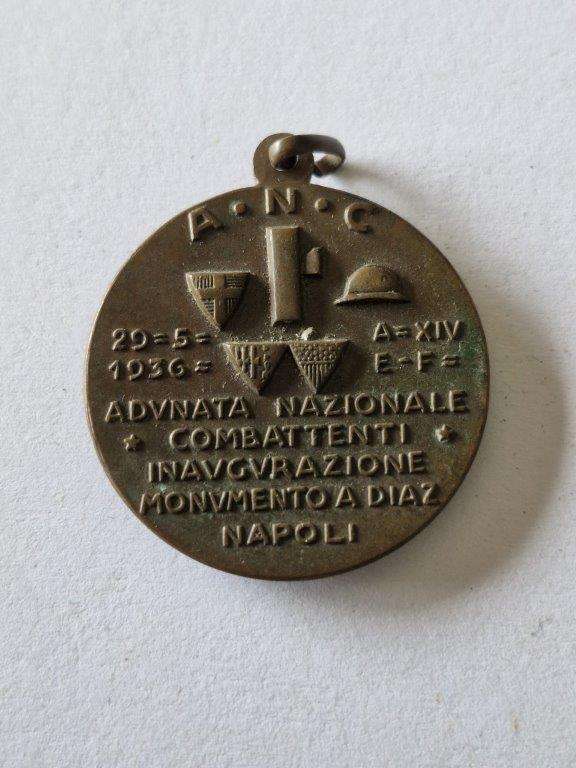 A·N·C
29=5= A=XIV
1936= E-F=
ADVNATA NAZIONALE
* COMBATTENTI *
INAVGVRAZIONE
MONVMENTO A DIAZ
NAPOLI